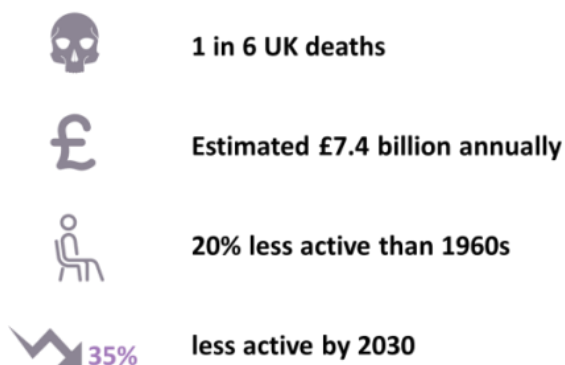 1 in 6 UK deaths
£
Estimated £7.4 billion annually
20% less active than 1960s
35%
less active by 2030